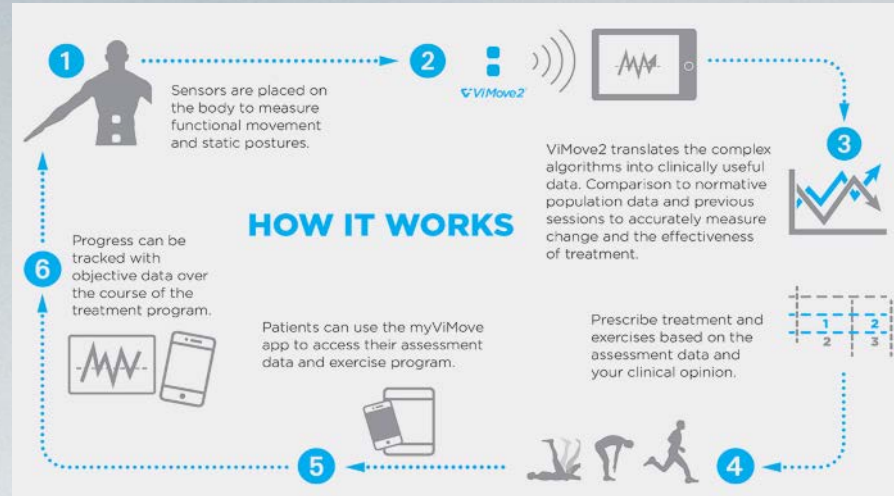 1
Sensors are placed on
the body to measure
functional movement
and static postures.
2
ViMove2
3
ViMove2 translates the complex
algorithms into clinically useful
data. Comparison to normative
population data and previous
sessions to accurately measure
change and the effectiveness
of treatment.
HOW IT WORKS
1 2
2 3
Prescribe treatment and
exercises based on the
assessment data and
your clinical opinion.
4
Patients can use the myViMove
app to access their assessment
data and exercise program.
5
6
Progress can be
tracked with
objective data over
the course of the
treatment program.